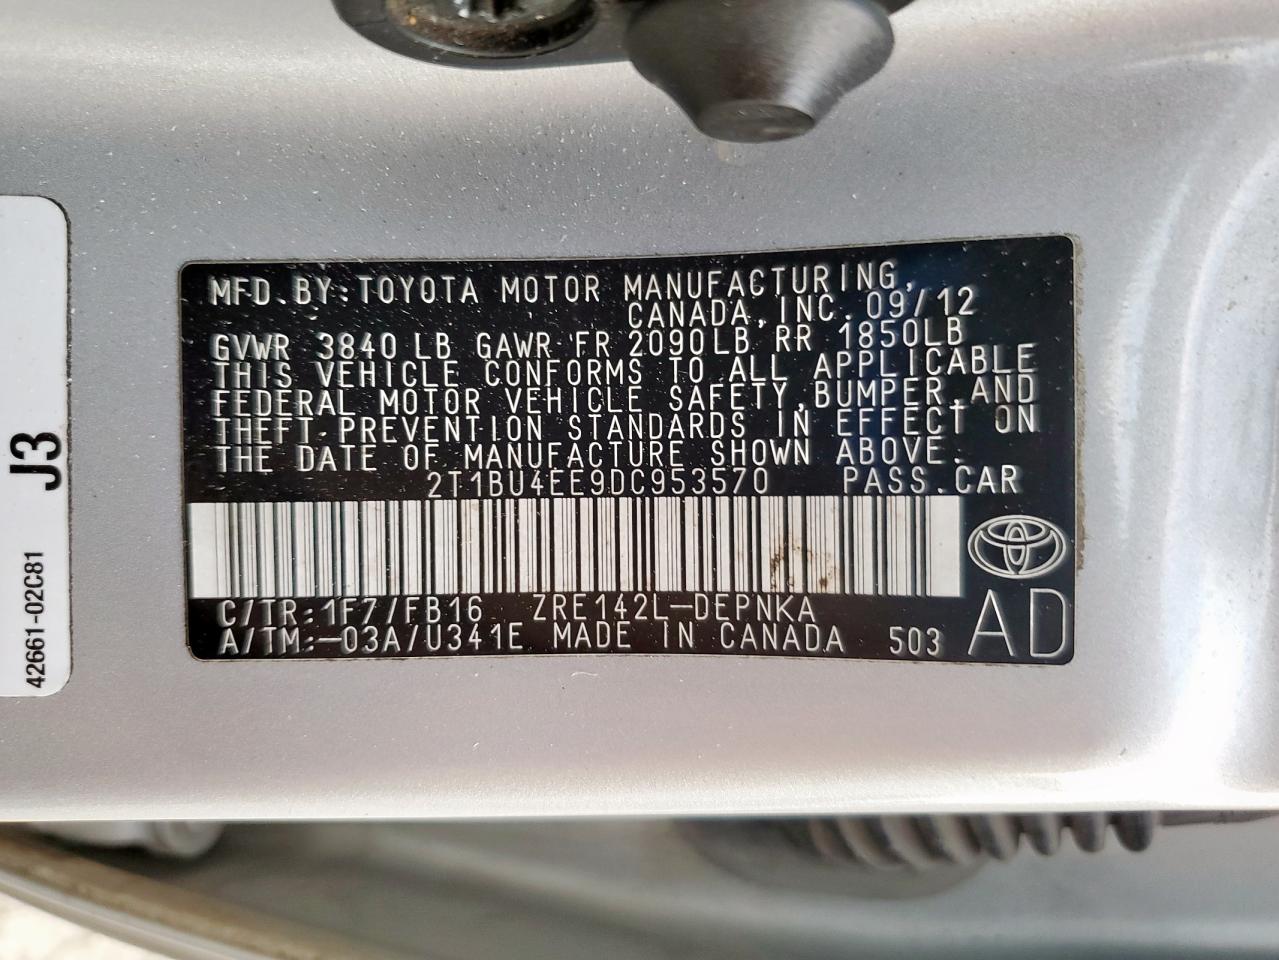 MFD.BY:TOYOTA MOTOR MANUFACTURING,
CANADA,INC. 09/12
GVWR 3840 LB GAWR FR 2090LB RR 1850LB
THIS VEHICLE CONFORMS TO ALL APPLICABLE
FEDERAL MOTOR VEHICLE SAFETY,BUMPER,AND
THEFT PREVENTION STANDARDS IN EFFECT ON
THE DATE OF MANUFACTURE SHOWN ABOVE.
2T1BU4EE9DC953570 PASS.CAR
C/TR:1F7/FB16 ZRE142L-DEPNKA
A/TM:-03A/U341E MADE IN CANADA 503
AD
J3
42661-02C81